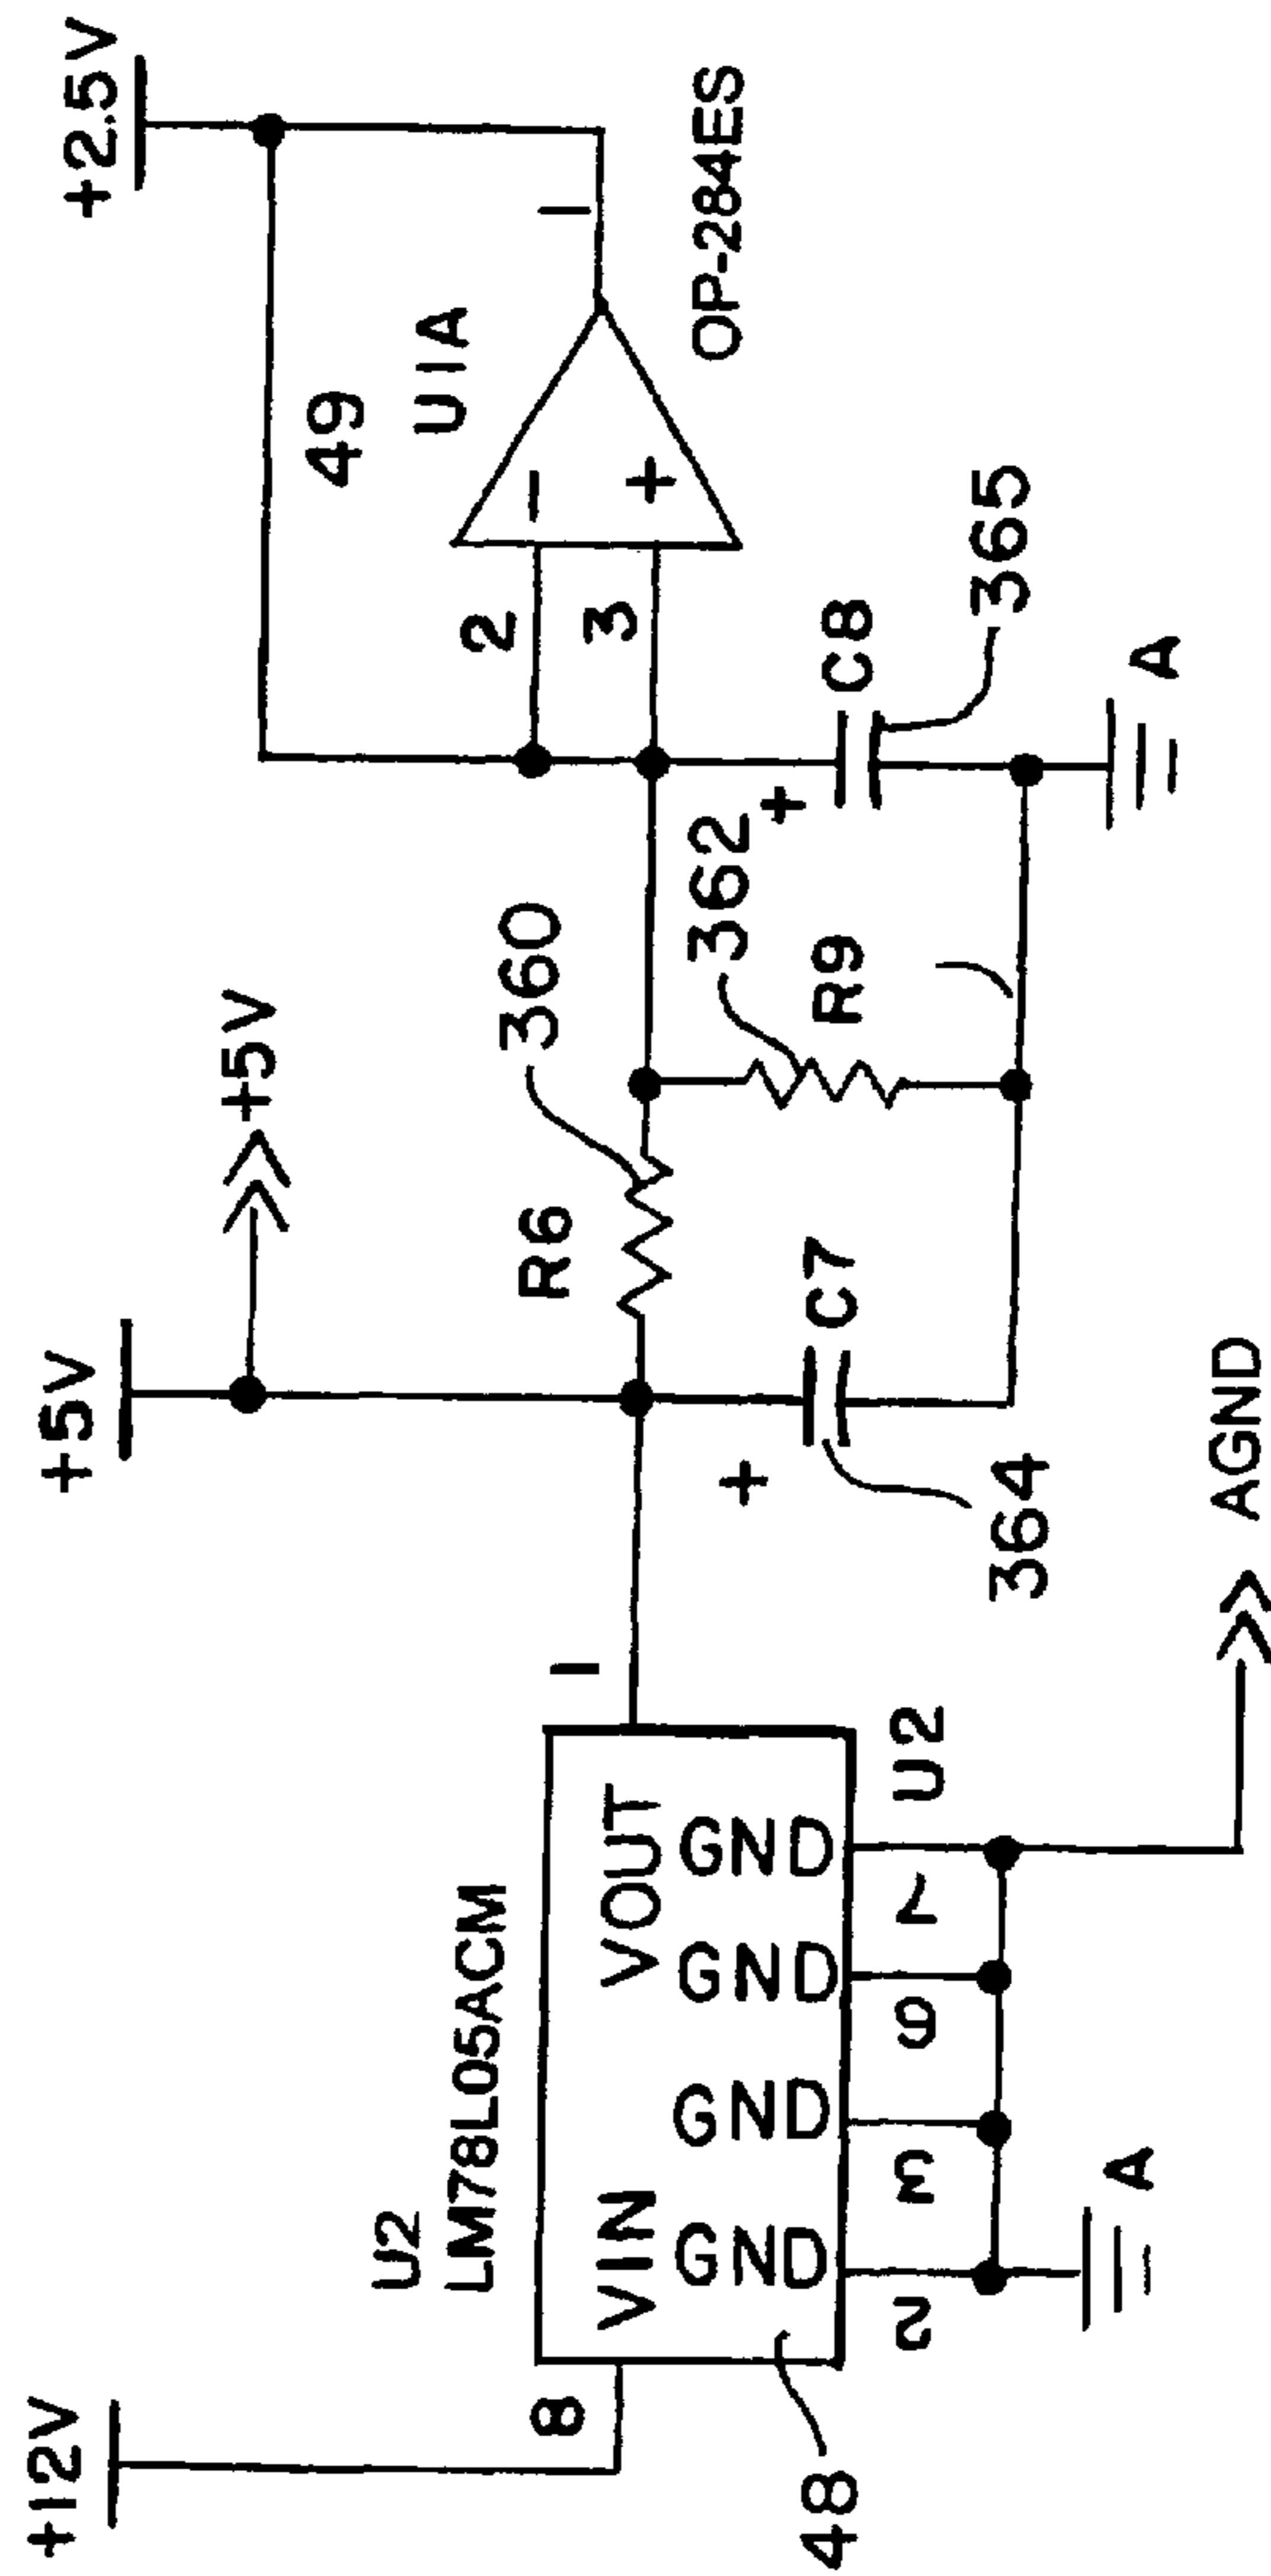 +12V
+5V
+2.5V
>>+5V
49
U1A
U2
LM78L05ACM
8
VIN
VOUT
1
R6
360
2
3
−
+
1
OP-284ES
GND GND GND GND
48
2
3
6
7
U2
+
C7
364
362
R9
+
C8
365
A
A
>> AGND